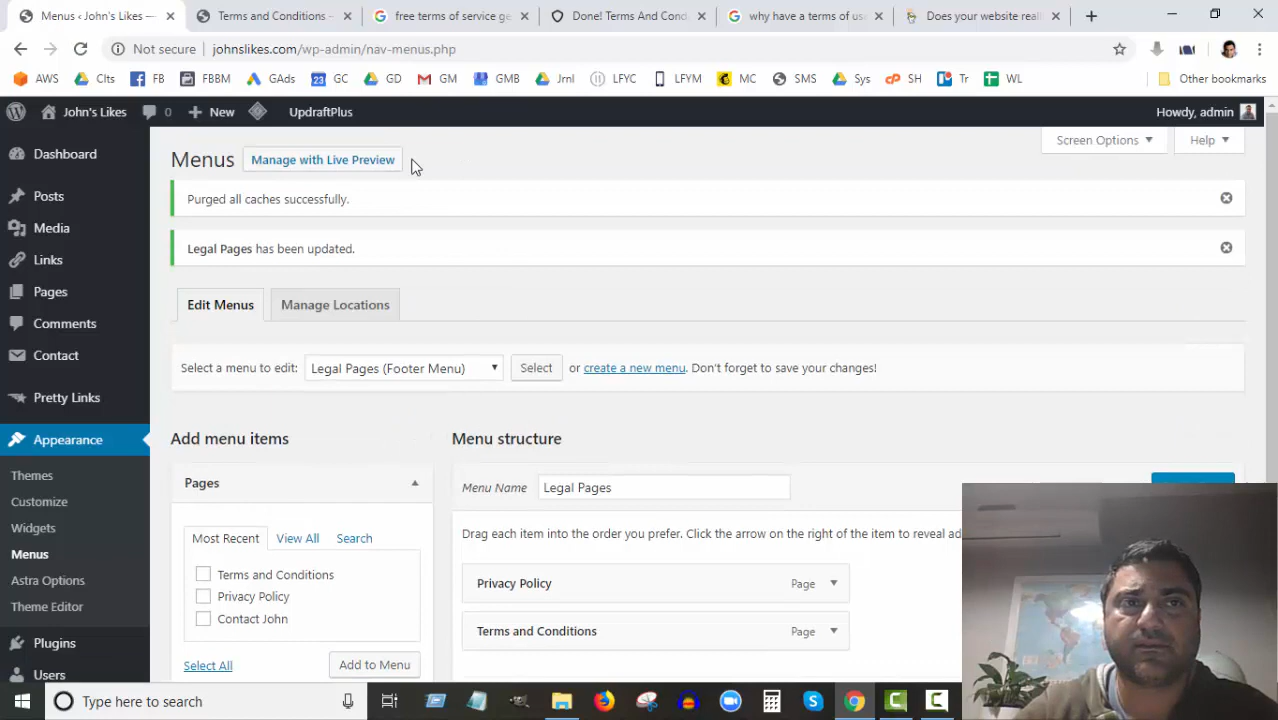 Menus ‹ John's Likes —
Terms and Conditions -
free terms of service ge
Done! Terms And Cond
why have a terms of us
Does your website real
Not secure johnslikes.com/wp-admin/nav-menus.php
AWS Clts FB FBBM GAds 23 GC GD GM GMB Jrnl LFYC LFYM MC SMS Sys cP SH Tr WL Other bookmarks
John's Likes 0 New UpdraftPlus Howdy, admin
Screen Options Help
Dashboard
Posts
Media
Links
Pages
Comments
Contact
Pretty Links
Appearance
Themes
Customize
Widgets
Menus
Astra Options
Theme Editor
Plugins
Users
Menus Manage with Live Preview
Purged all caches successfully.
Legal Pages has been updated.
Edit Menus Manage Locations
Select a menu to edit: Legal Pages (Footer Menu) Select or create a new menu. Don't forget to save your changes!
Add menu items
Pages
Most Recent View All Search
Terms and Conditions
Privacy Policy
Contact John
Select All Add to Menu
Menu structure
Menu Name Legal Pages
Drag each item into the order you prefer. Click the arrow on the right of the item to reveal ad
Privacy Policy Page
Terms and Conditions Page
Type here to search